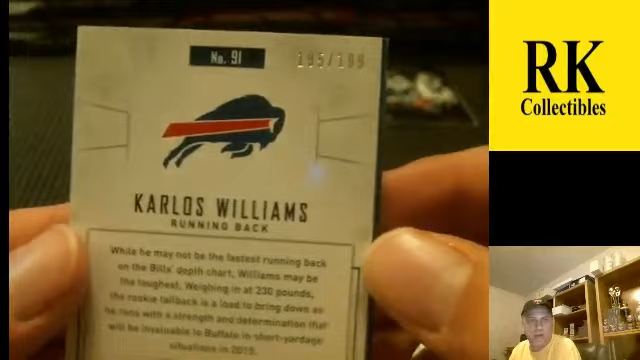 No. 91
195/199
KARLOS WILLIAMS
RUNNING BACK
While he may not be the fastest running back
on the Bills' depth chart, Williams may be
the toughest. Weighing in at 230 pounds,
the rookie tailback is a load to bring down as
he runs with a strength and determination that
will be invaluable to Buffalo in short-yardage
situations in 2015.
RK
Collectibles